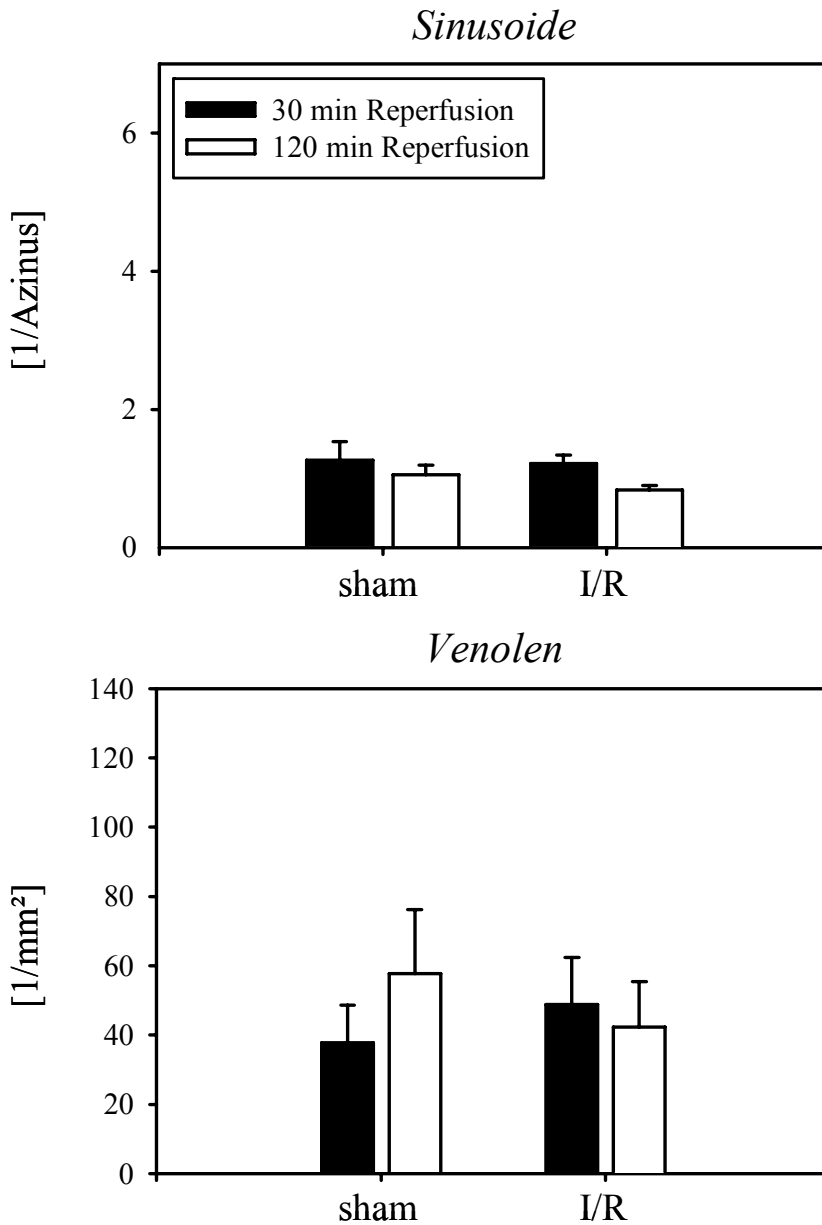 Sinusoide
30 min Reperfusion
120 min Reperfusion
[1/Azinus]
6
4
2
0
sham I/R
Venolen
[1/mm²]
140
120
100
80
60
40
20
0
sham I/R